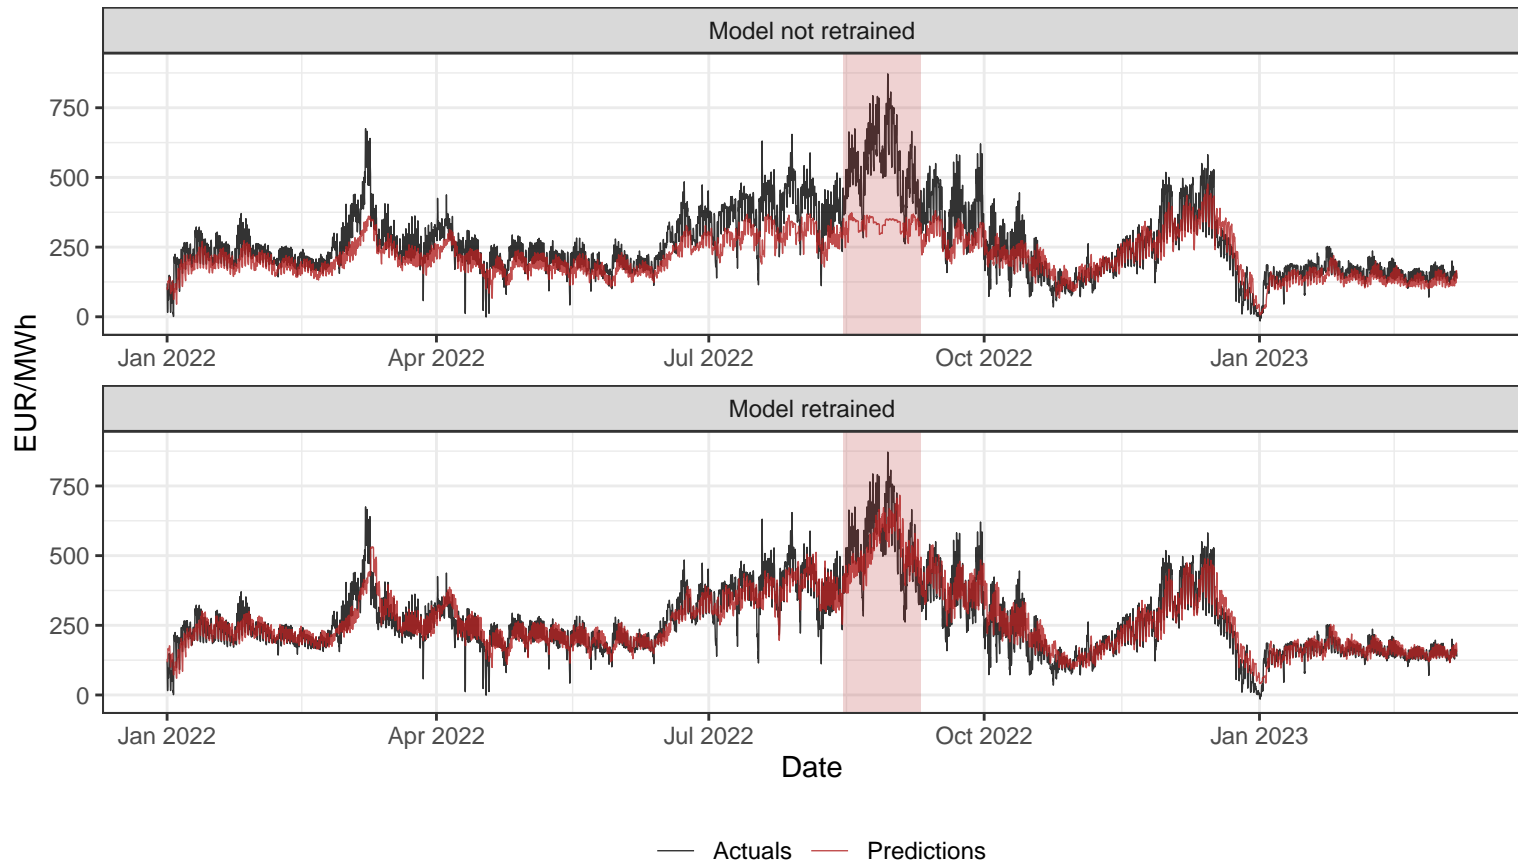 Model not retrained
EUR/MWh
750
500
250
0
Jan 2022 Apr 2022 Jul 2022 Oct 2022 Jan 2023
Model retrained
750
500
250
0
Jan 2022 Apr 2022 Jul 2022 Oct 2022 Jan 2023
Date
Actuals Predictions